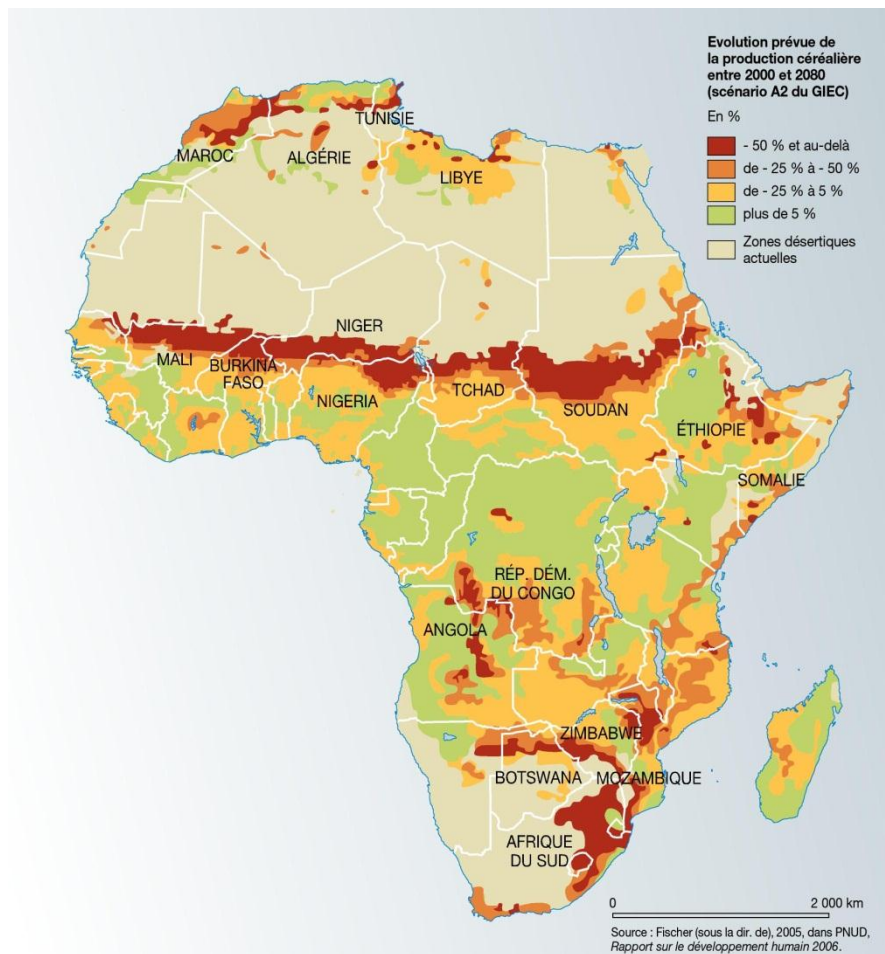 Evolution prévue de
la production céréalière
entre 2000 et 2080
(scénario A2 du GIEC)
En %
- 50 % et au-delà
de - 25 % à - 50 %
de - 25 % à 5 %
plus de 5 %
Zones désertiques
actuelles
TUNISIE
MAROC
ALGÉRIE
LIBYE
NIGER
MALI
BURKINA
FASO
NIGERIA
TCHAD
SOUDAN
ÉTHIOPIE
SOMALIE
RÉP. DÉM.
DU CONGO
ANGOLA
ZIMBABWE
BOTSWANA
MOZAMBIQUE
AFRIQUE
DU SUD
0
2 000 km
Source : Fischer (sous la dir. de), 2005, dans PNUD,
Rapport sur le développement humain 2006.